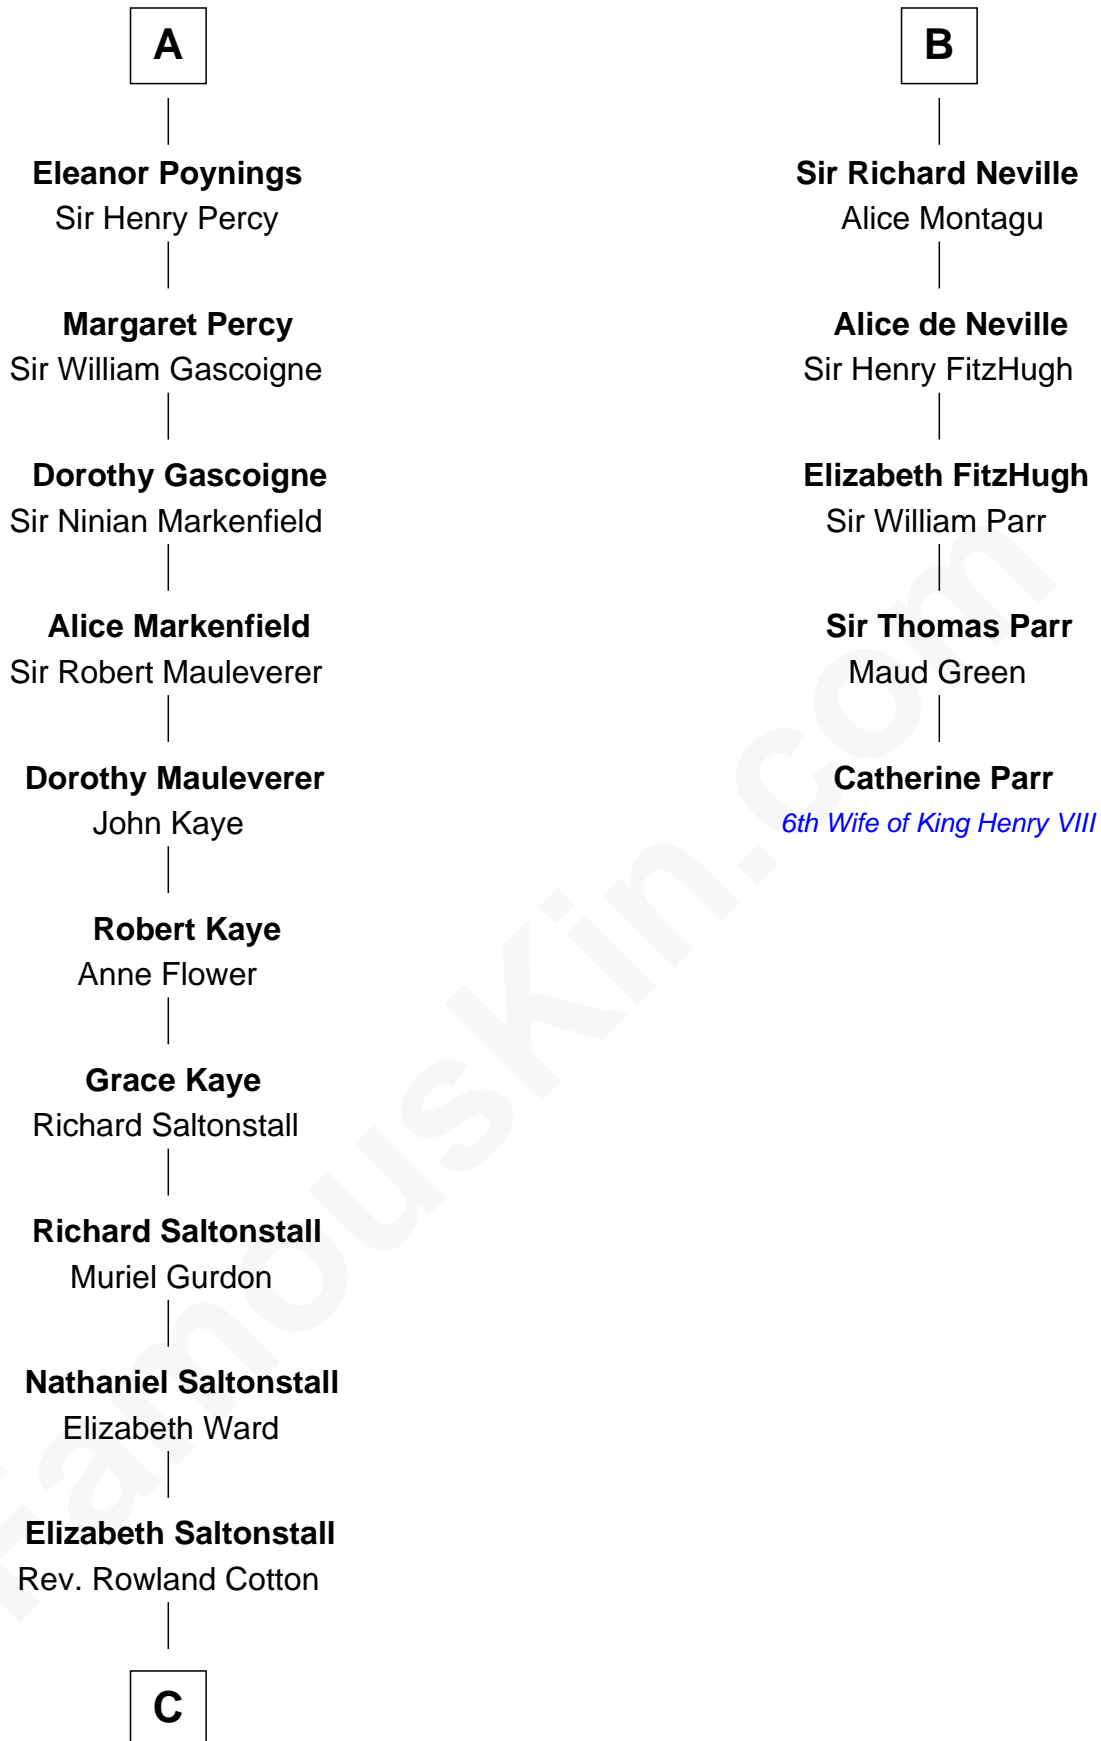 A
Eleanor Poynings
Sir Henry Percy
Margaret Percy
Sir William Gascoigne
Dorothy Gascoigne
Sir Ninian Markenfield
Alice Markenfield
Sir Robert Mauleverer
Dorothy Mauleverer
John Kaye
Robert Kaye
Anne Flower
Grace Kaye
Richard Saltonstall
Richard Saltonstall
Muriel Gurdon
Nathaniel Saltonstall
Elizabeth Ward
Elizabeth Saltonstall
Rev. Rowland Cotton
C
B
Sir Richard Neville
Alice Montagu
Alice de Neville
Sir Henry FitzHugh
Elizabeth FitzHugh
Sir William Parr
Sir Thomas Parr
Maud Green
Catherine Parr
6th Wife of King Henry VIII
FamousKin.com